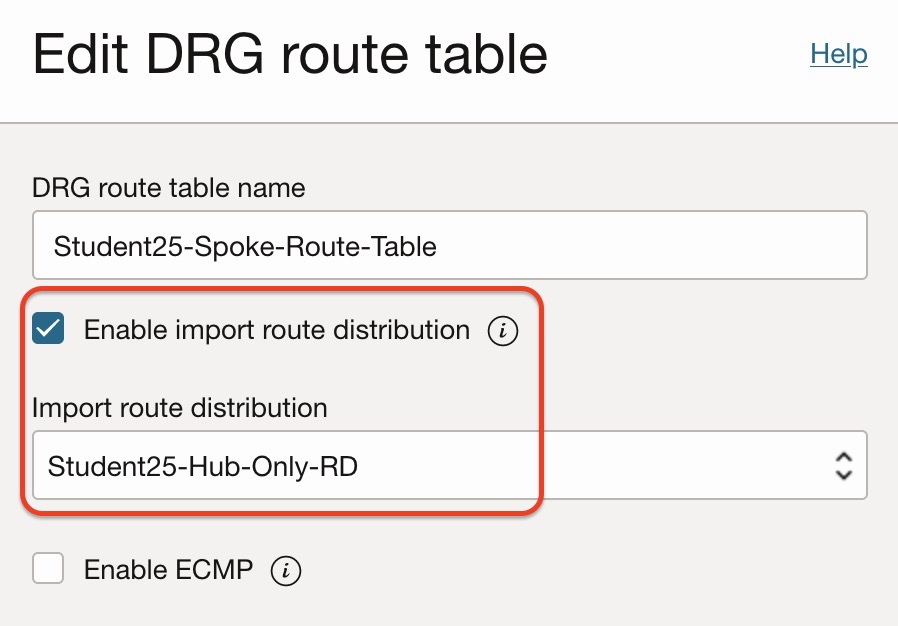 Edit DRG route table
Help
DRG route table name
Student25-Spoke-Route-Table
Enable import route distribution i
Import route distribution
Student25-Hub-Only-RD
Enable ECMP i